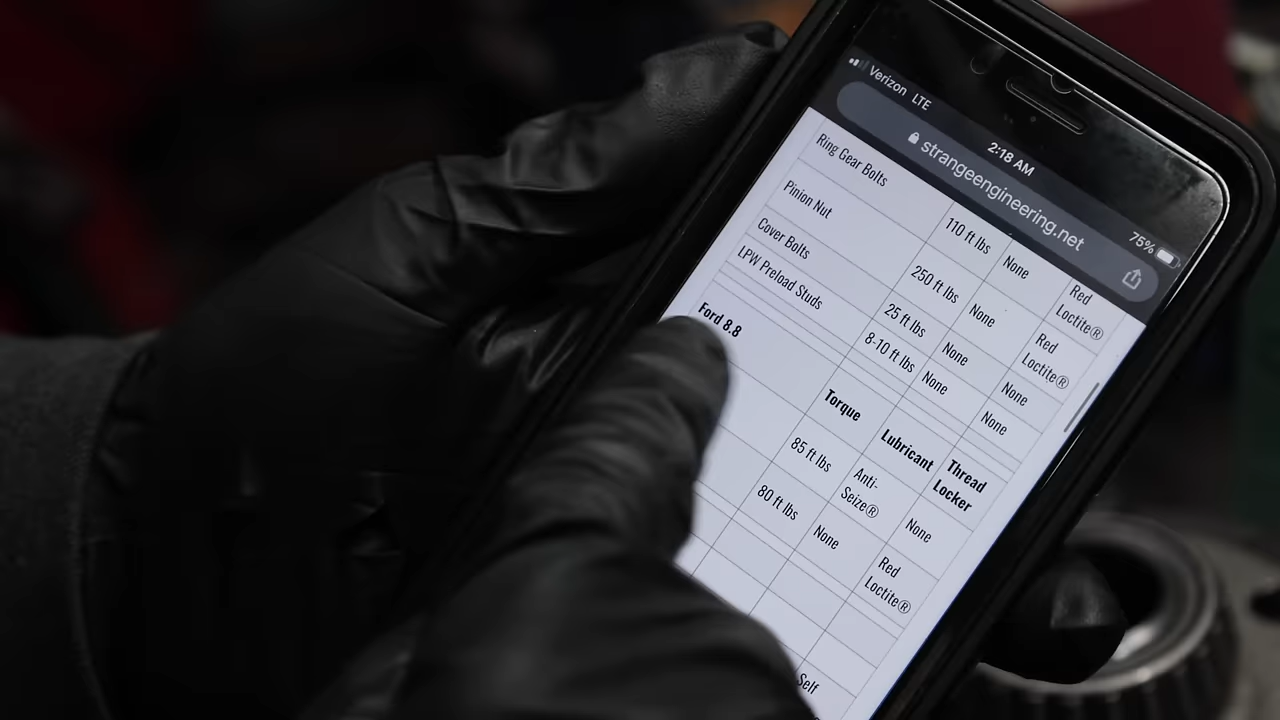 Verizon LTE
2:18 AM
75%
strangeengineering.net
Ring Gear Bolts 110 ft lbs None Red Loctite®
Pinion Nut 250 ft lbs None Red Loctite®
Cover Bolts 25 ft lbs None None
LPW Preload Studs 8-10 ft lbs None None
Ford 8.8
Torque Lubricant Thread Locker
85 ft lbs Anti-Seize® None
80 ft lbs None Red Loctite®
Self